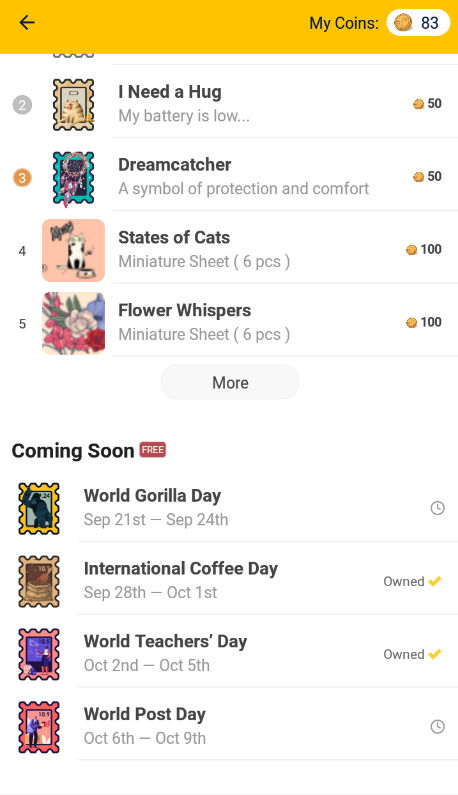 My Coins: 83
2
I Need a Hug
My battery is low...
50
3
Dreamcatcher
A symbol of protection and comfort
50
4
States of Cats
Miniature Sheet ( 6 pcs )
100
5
Flower Whispers
Miniature Sheet ( 6 pcs )
100
More
Coming Soon FREE
World Gorilla Day
Sep 21st — Sep 24th
International Coffee Day
Sep 28th — Oct 1st
Owned
World Teachers’ Day
Oct 2nd — Oct 5th
Owned
World Post Day
Oct 6th — Oct 9th